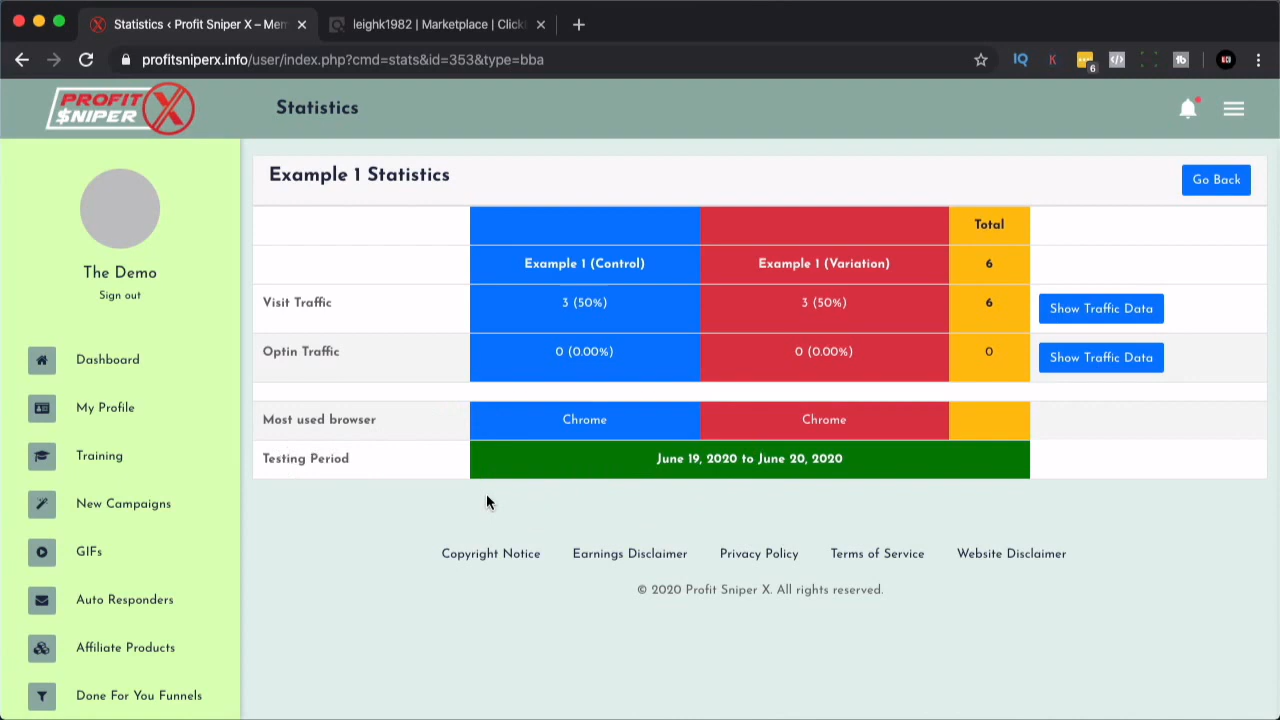 Statistics ‹ Profit Sniper X – Mem
leighk1982 | Marketplace | Click
profitsniperx.info/user/index.php?cmd=stats&id=353&type=bba
IQ
K
6
</>
tb
PROFIT
$NIPER X
Statistics
The Demo
Sign out
Dashboard
My Profile
Training
New Campaigns
GIFs
Auto Responders
Affiliate Products
Done For You Funnels
Example 1 Statistics
Go Back
Total
Example 1 (Control) Example 1 (Variation) 6
Visit Traffic 3 (50%) 3 (50%) 6 Show Traffic Data
Optin Traffic 0 (0.00%) 0 (0.00%) 0 Show Traffic Data
Most used browser Chrome Chrome
Testing Period June 19, 2020 to June 20, 2020
Copyright Notice Earnings Disclaimer Privacy Policy Terms of Service Website Disclaimer
© 2020 Profit Sniper X. All rights reserved.